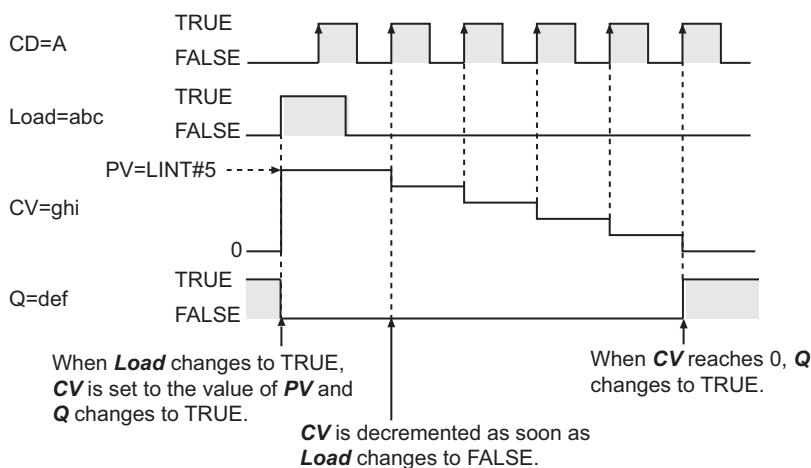 TRUE
CD=A
FALSE
TRUE
Load=abc
FALSE
PV=LINT#5
CV=ghi
0
TRUE
Q=def
FALSE
When Load changes to TRUE,
CV is set to the value of PV and
Q changes to TRUE.
CV is decremented as soon as
Load changes to FALSE.
When CV reaches 0, Q
changes to TRUE.